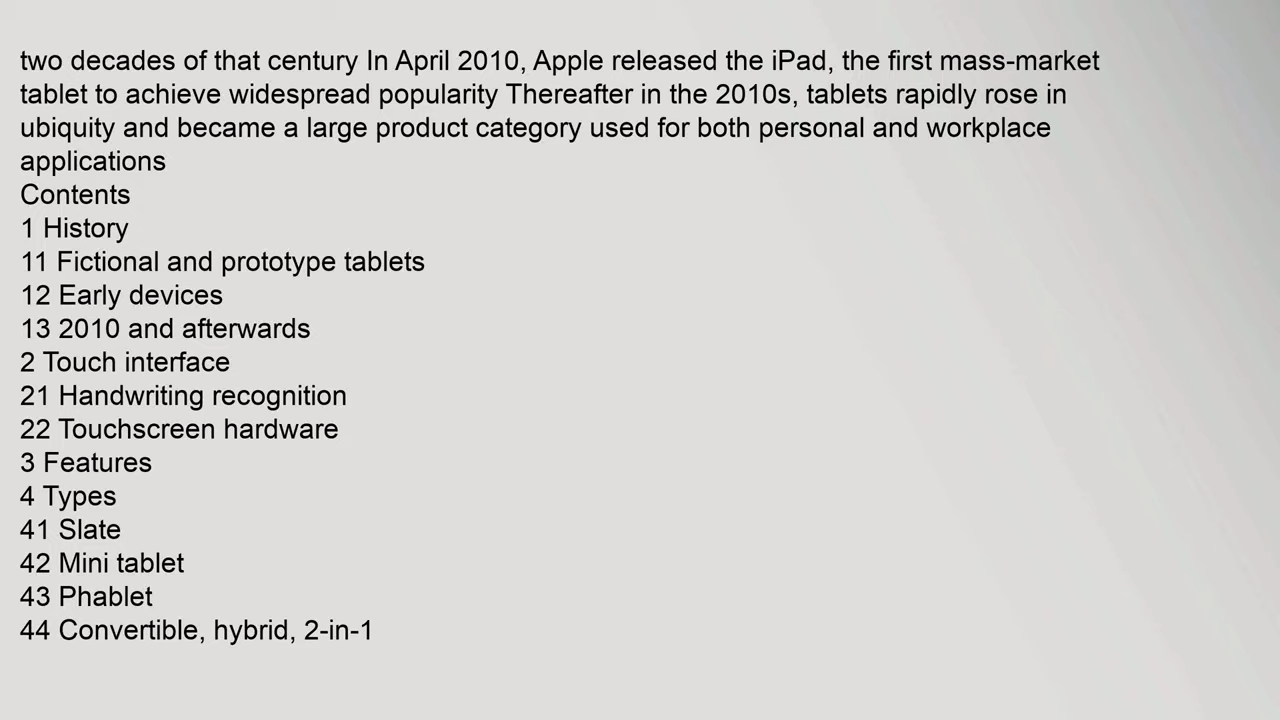 two decades of that century In April 2010, Apple released the iPad, the first mass-market
tablet to achieve widespread popularity Thereafter in the 2010s, tablets rapidly rose in
ubiquity and became a large product category used for both personal and workplace
applications
Contents
1 History
11 Fictional and prototype tablets
12 Early devices
13 2010 and afterwards
2 Touch interface
21 Handwriting recognition
22 Touchscreen hardware
3 Features
4 Types
41 Slate
42 Mini tablet
43 Phablet
44 Convertible, hybrid, 2-in-1